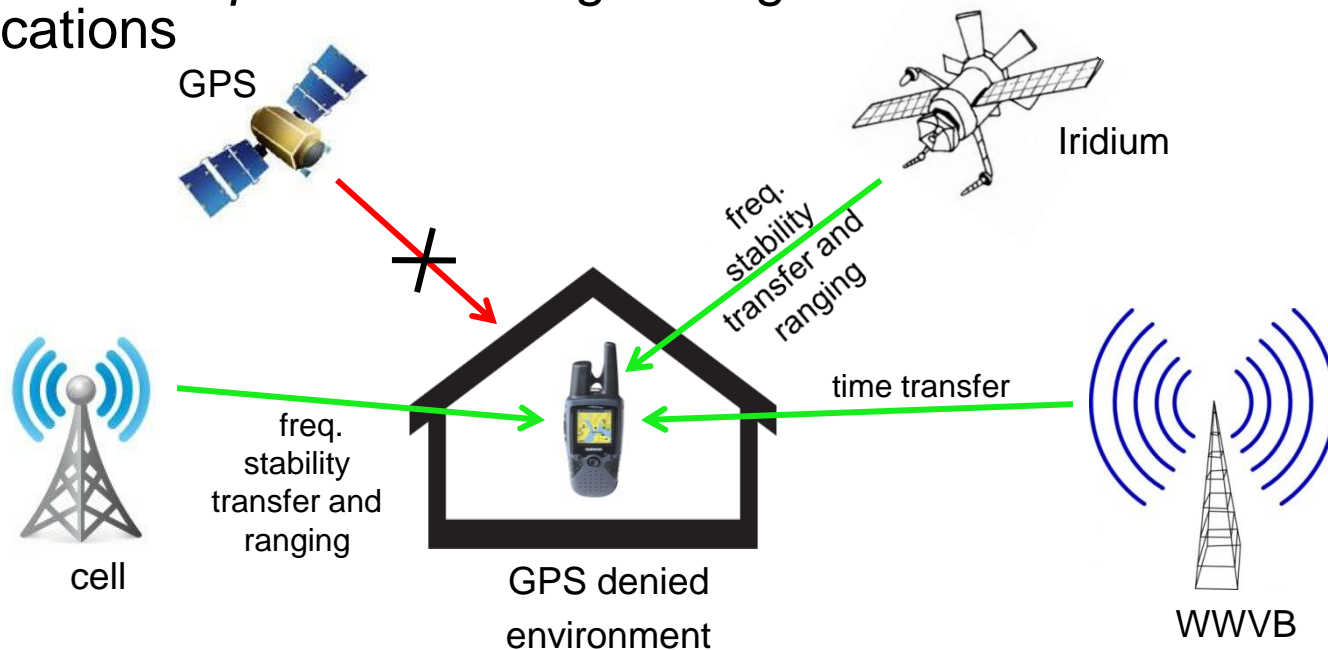 cations
GPS
Iridium
freq.
stability
transfer and
ranging
time transfer
freq.
stability
transfer and
ranging
cell
GPS denied
environment
WWVB